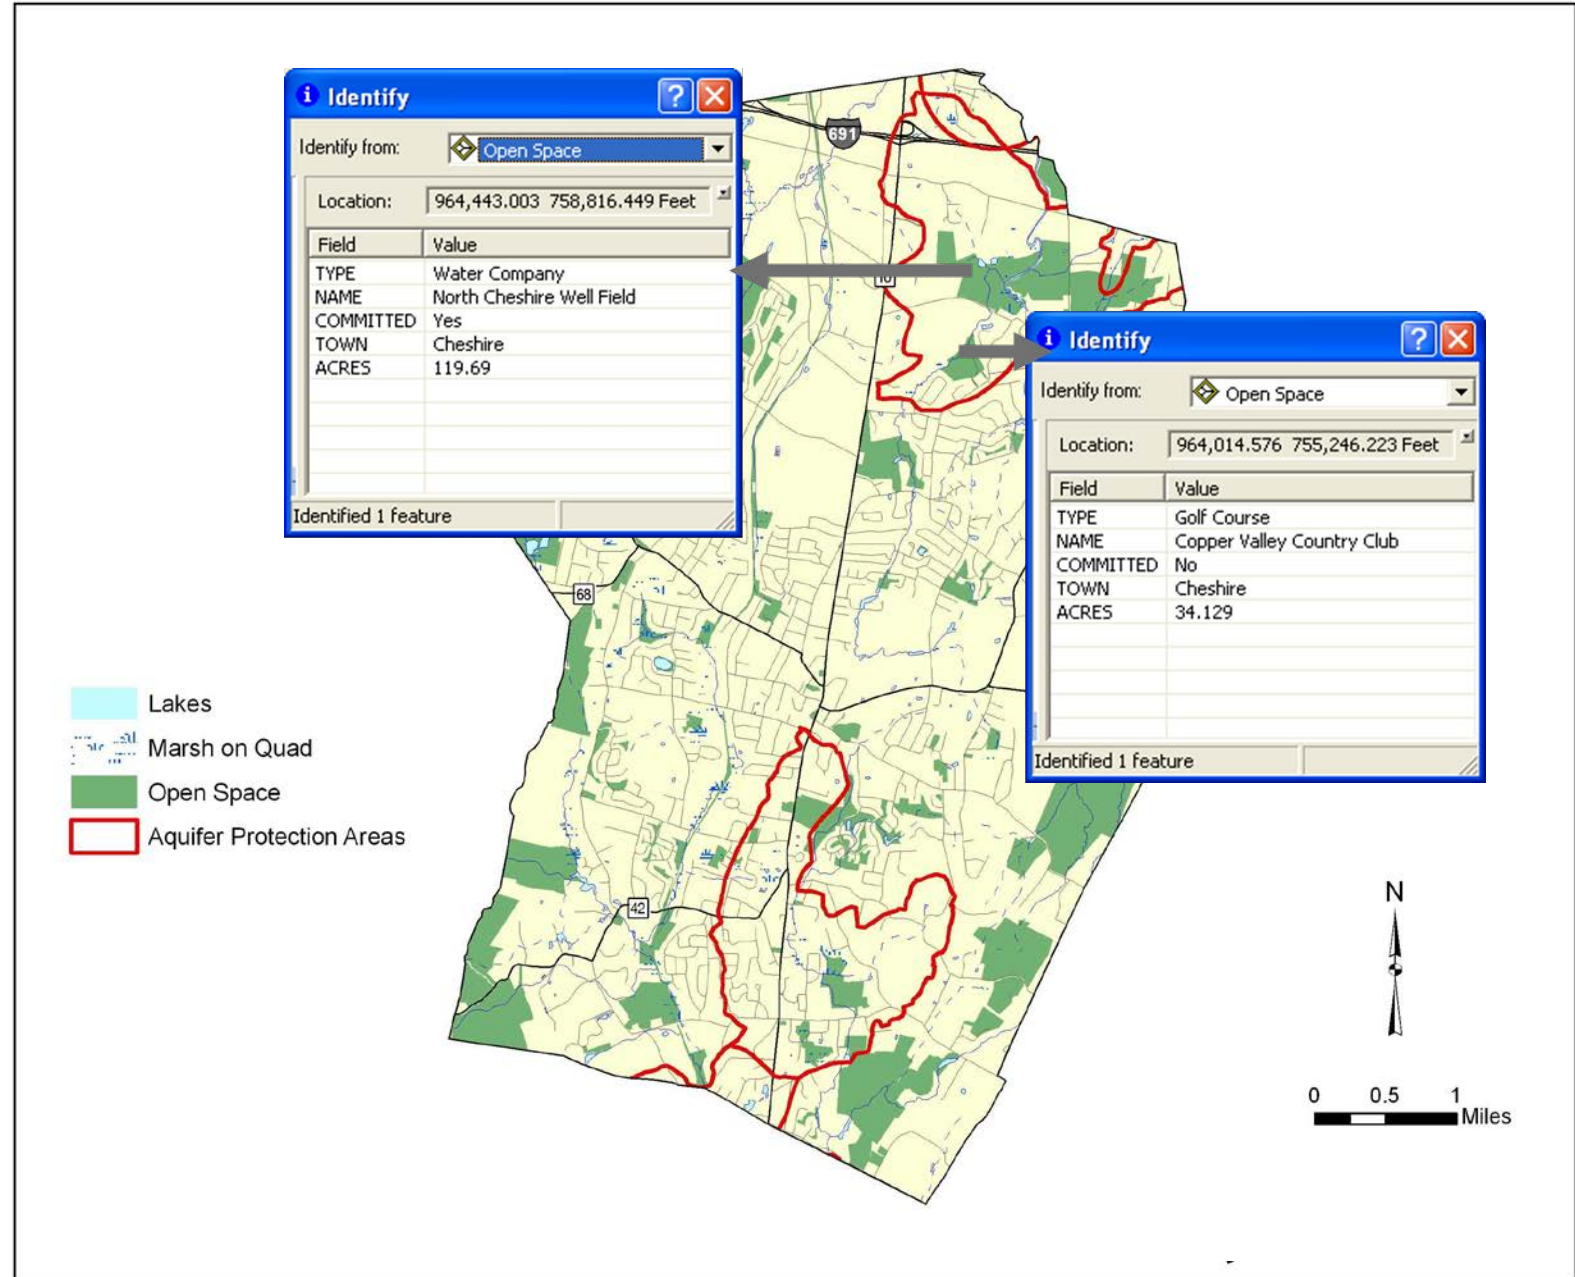 Identify
Identify from: Open Space
Location: 964,443.003 758,816.449 Feet
Field Value
TYPE Water Company
NAME North Cheshire Well Field
COMMITTED Yes
TOWN Cheshire
ACRES 119.69
Identified 1 feature
691
10
Identify
Identify from: Open Space
Location: 964,014.576 755,246.223 Feet
Field Value
TYPE Golf Course
NAME Copper Valley Country Club
COMMITTED No
TOWN Cheshire
ACRES 34.129
Identified 1 feature
68
42
Lakes
Marsh on Quad
Open Space
Aquifer Protection Areas
N
0 0.5 1
Miles